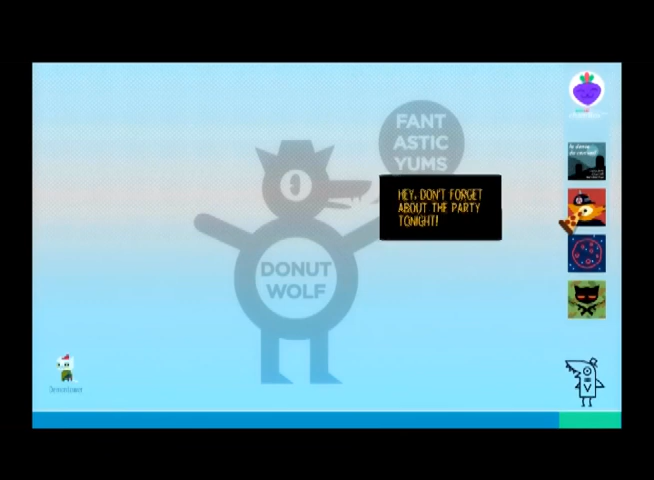 FANT
ASTIC
YUMS
HEY, DON'T FORGET
ABOUT THE PARTY
TONIGHT!
DONUT
WOLF